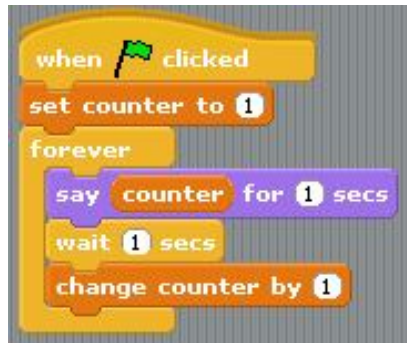 when clicked
set counter to 1
forever
say counter for 1 secs
wait 1 secs
change counter by 1